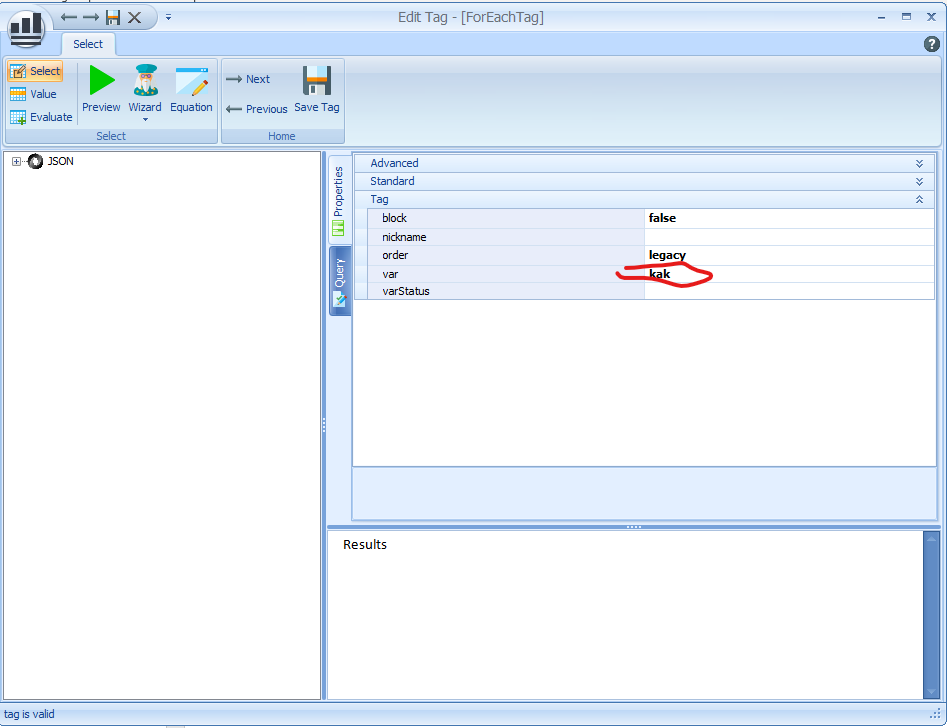 Edit Tag - [ForEachTag]
Select
Select
Value
Evaluate
Preview
Wizard
Equation
Select
Next
Previous
Save Tag
Home
JSON
Properties
Query
Advanced
Standard
Tag
block false
nickname
order legacy
var kak
varStatus
Results
tag is valid